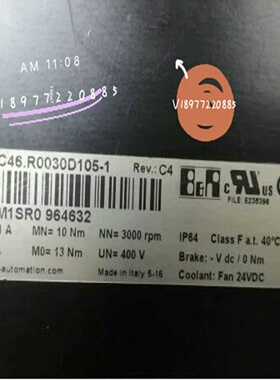 AM 11:08
18977220885
V18977220885
C46.R0030D105-1 Rev.: C4
B&R c UL us
M1SR0 964632
FILE: E235396
A MN= 10 Nm NN= 3000 rpm IP64 Class F a.t. 40°C
A M0= 13 Nm UN= 400 V Brake: - V dc / 0 Nm
-automation.com Made in Italy 5-16 Coolant: Fan 24VDC